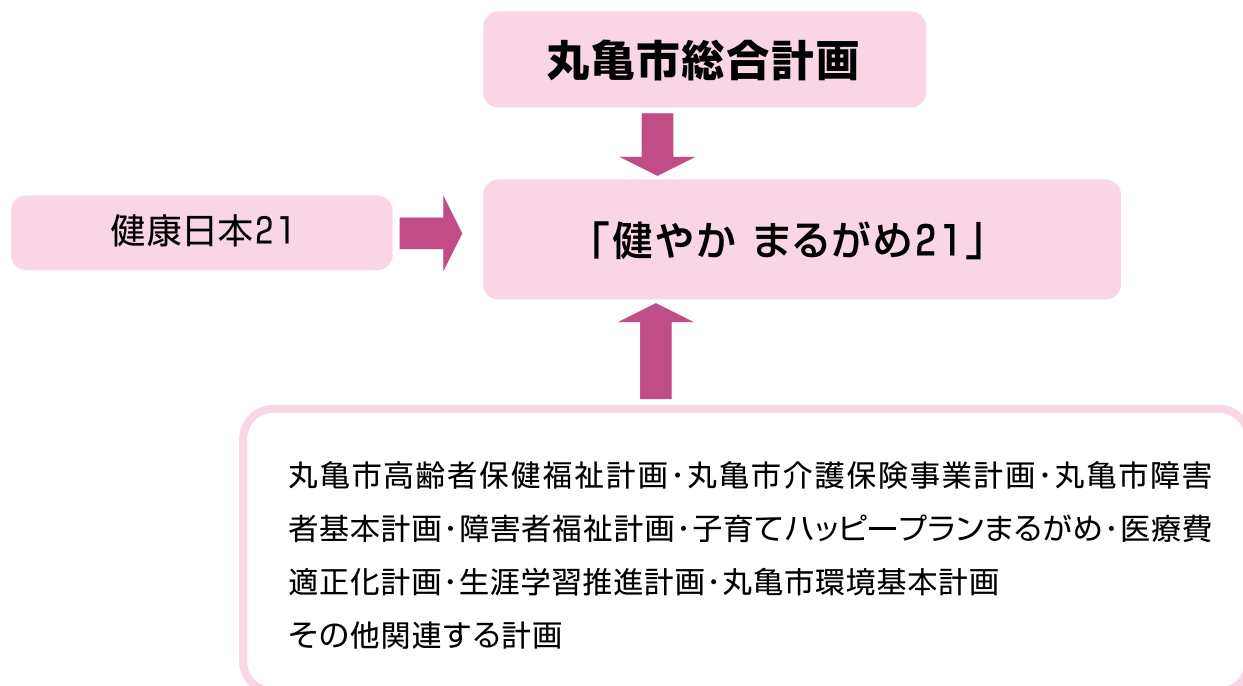 丸亀市総合計画
健康日本21
「健やか まるがめ21」
丸亀市高齢者保健福祉計画・丸亀市介護保険事業計画・丸亀市障害
者基本計画・障害者福祉計画・子育てハッピープランまるがめ・医療費
適正化計画・生涯学習推進計画・丸亀市環境基本計画
その他関連する計画